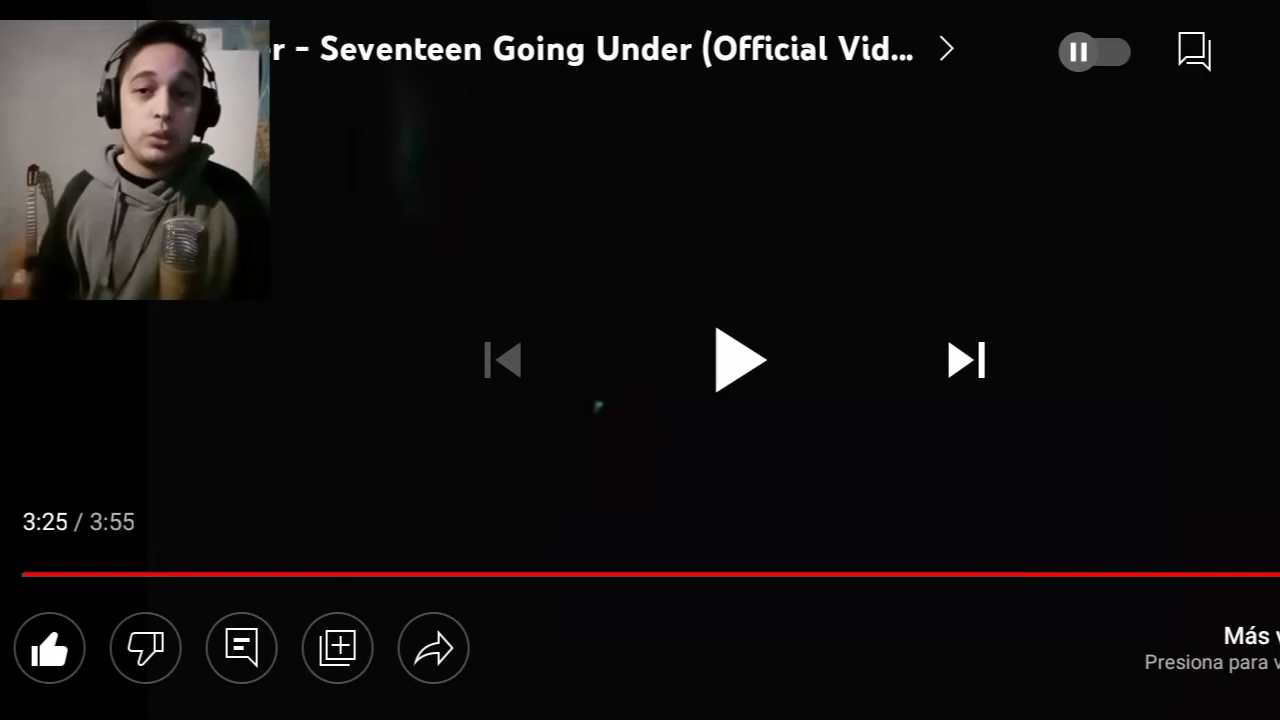 r - Seventeen Going Under (Official Vid...
3:25 / 3:55
Más v
Presiona para v